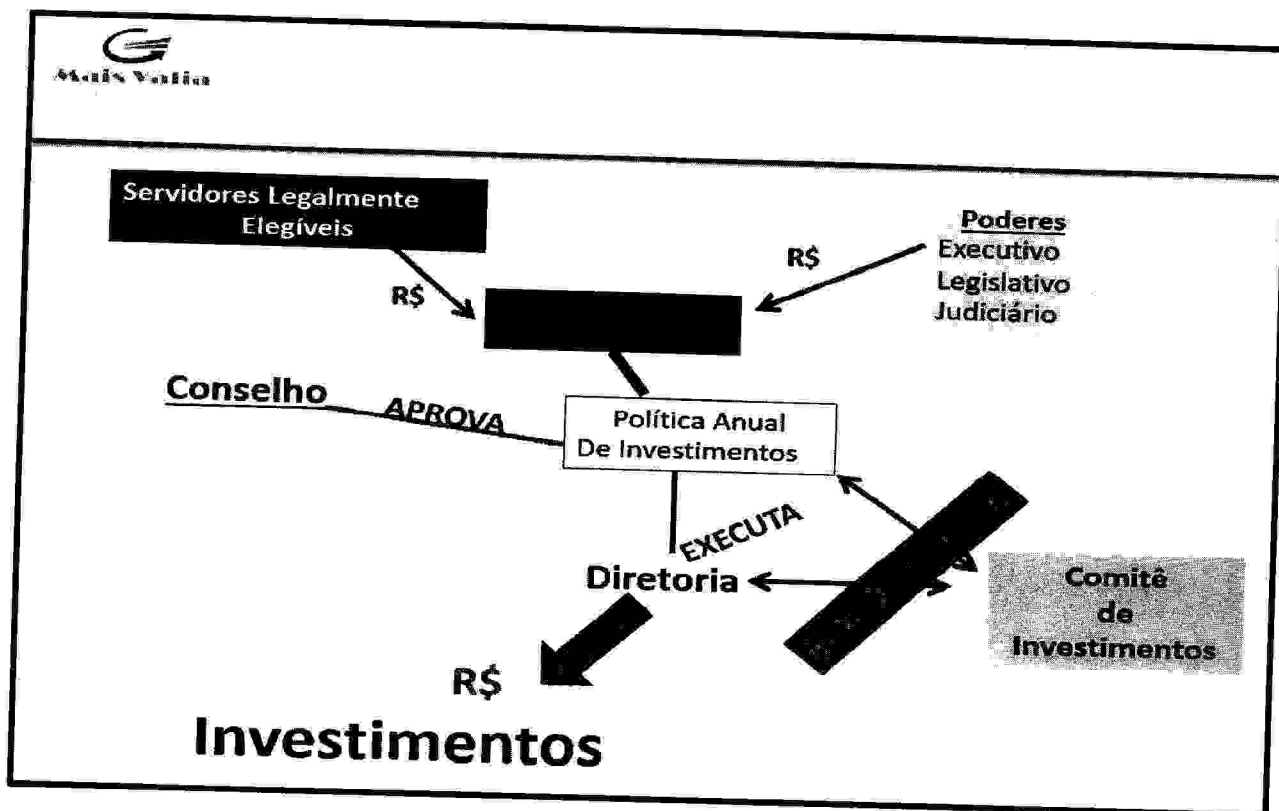 Mais Valia
Servidores Legalmente
Elegíveis
Poderes
Executivo
Legislativo
Judiciário
R$
R$
Conselho
APROVA
Política Anual
De Investimentos
EXECUTA
Diretoria
Comitê
de
Investimentos
R$
Investimentos